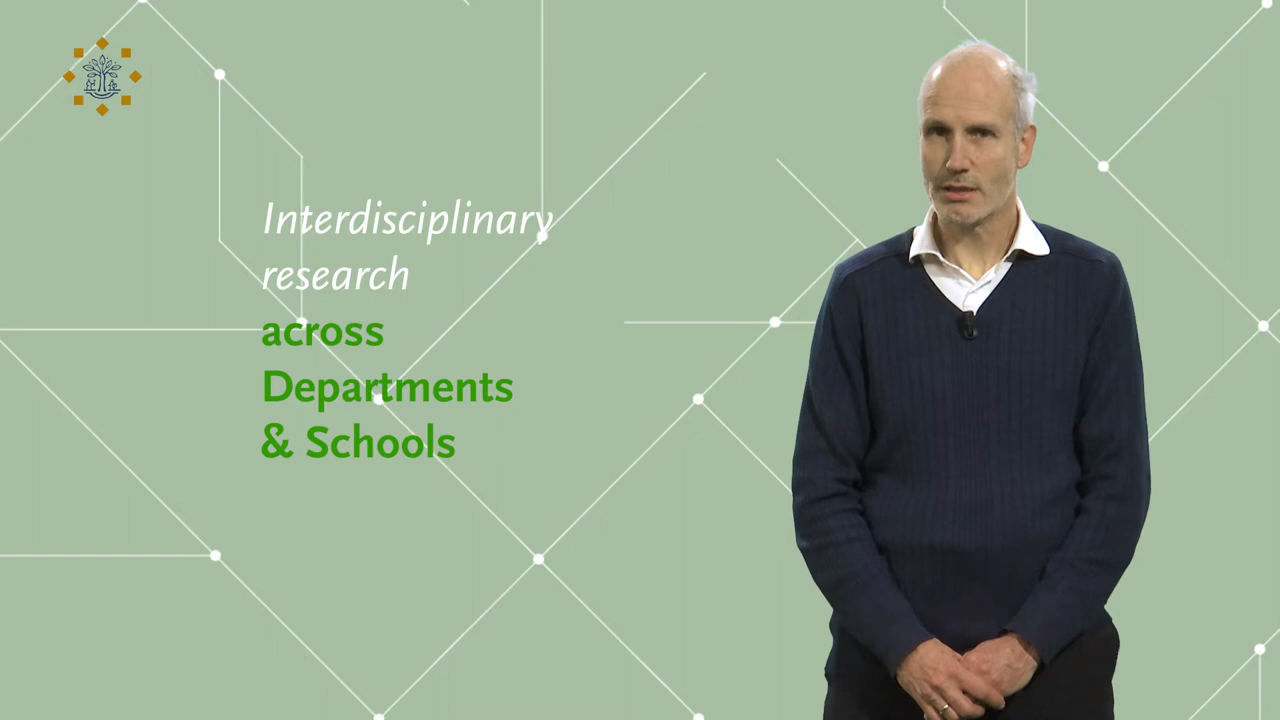 Interdisciplinary
research
across
Departments
& Schools